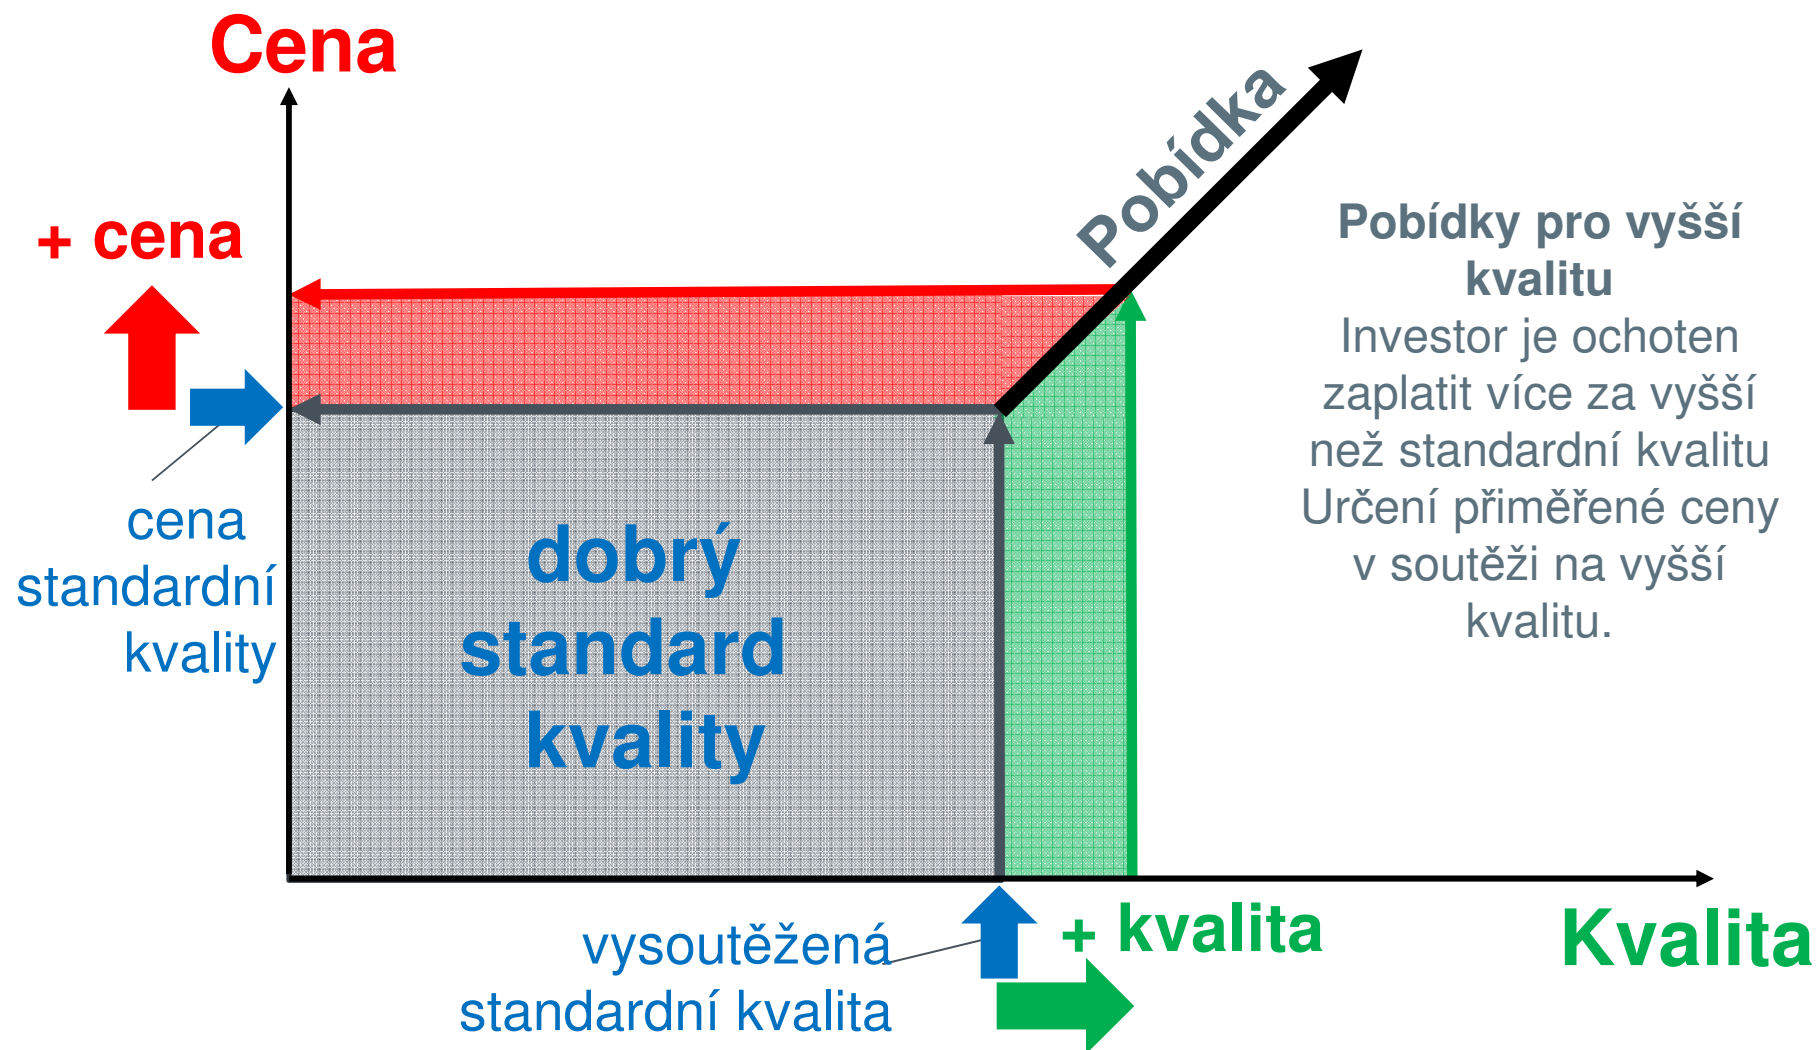 Cena
+ cena
cena
standardní
kvality
dobrý
standard
kvality
Pobídka
Pobídky pro vyšší
kvalitu
Investor je ochoten
zaplatit více za vyšší
než standardní kvalitu
Určení přiměřené ceny
v soutěži na vyšší
kvalitu.
vysoutěžená
standardní kvalita
+ kvalita
Kvalita